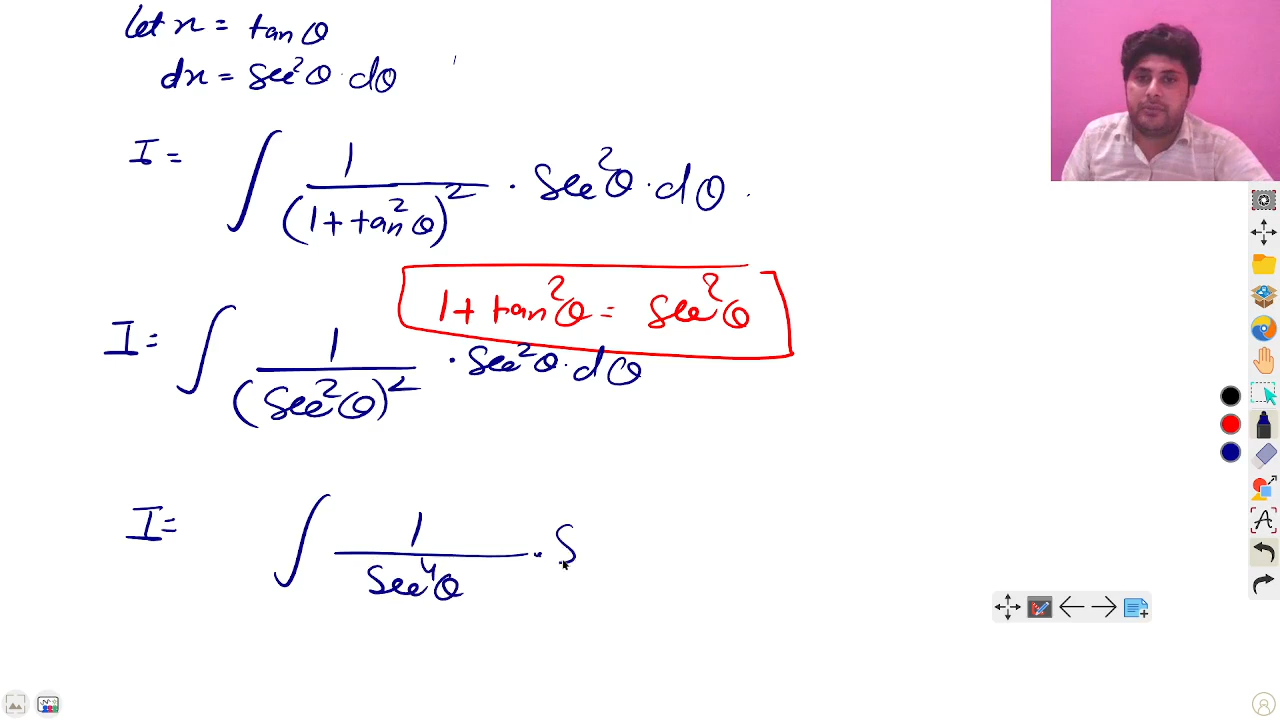 let x = tan θ
dx = sec²θ · dθ
I = ∫ 1/(1 + tan²θ)² · sec²θ · dθ
1 + tan²θ = sec²θ
I = ∫ 1/(sec²θ)² · sec²θ · dθ
I = ∫ 1/sec⁴θ · S